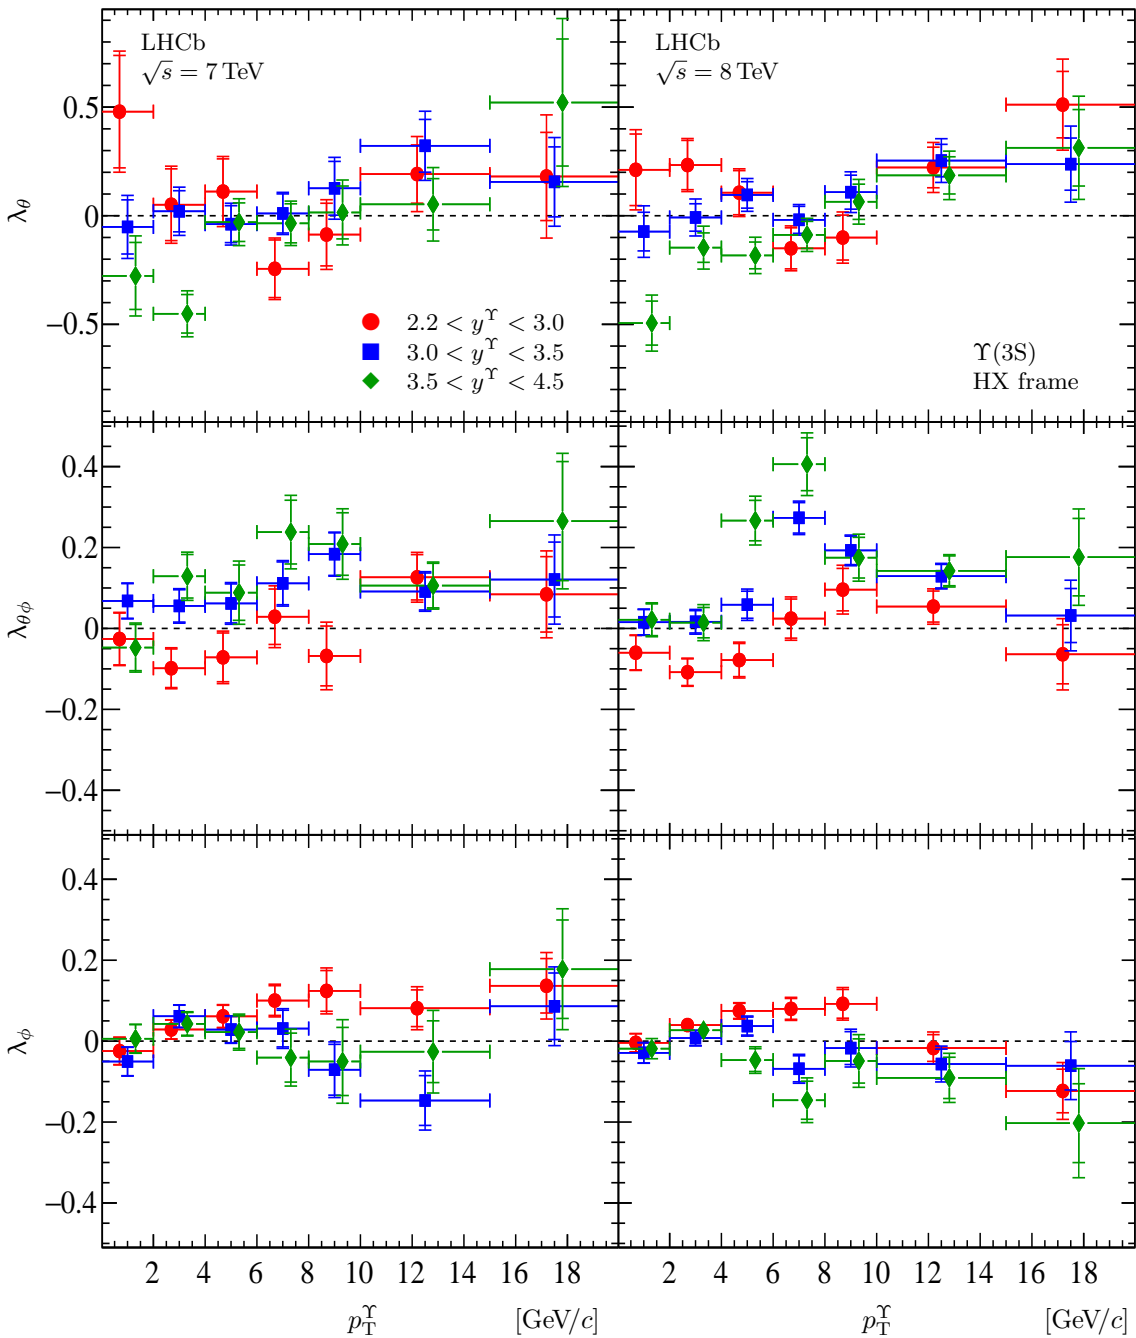 LHCb
√s = 7 TeV
LHCb
√s = 8 TeV
0.5
0
−0.5
λθ
2.2 < y^Υ < 3.0
3.0 < y^Υ < 3.5
3.5 < y^Υ < 4.5
Υ(3S)
HX frame
0.4
0.2
0
−0.2
−0.4
λθϕ
0.4
0.2
0
−0.2
−0.4
λϕ
2 4 6 8 10 12 14 16 18 2 4 6 8 10 12 14 16 18
p_T^Υ [GeV/c] p_T^Υ [GeV/c]